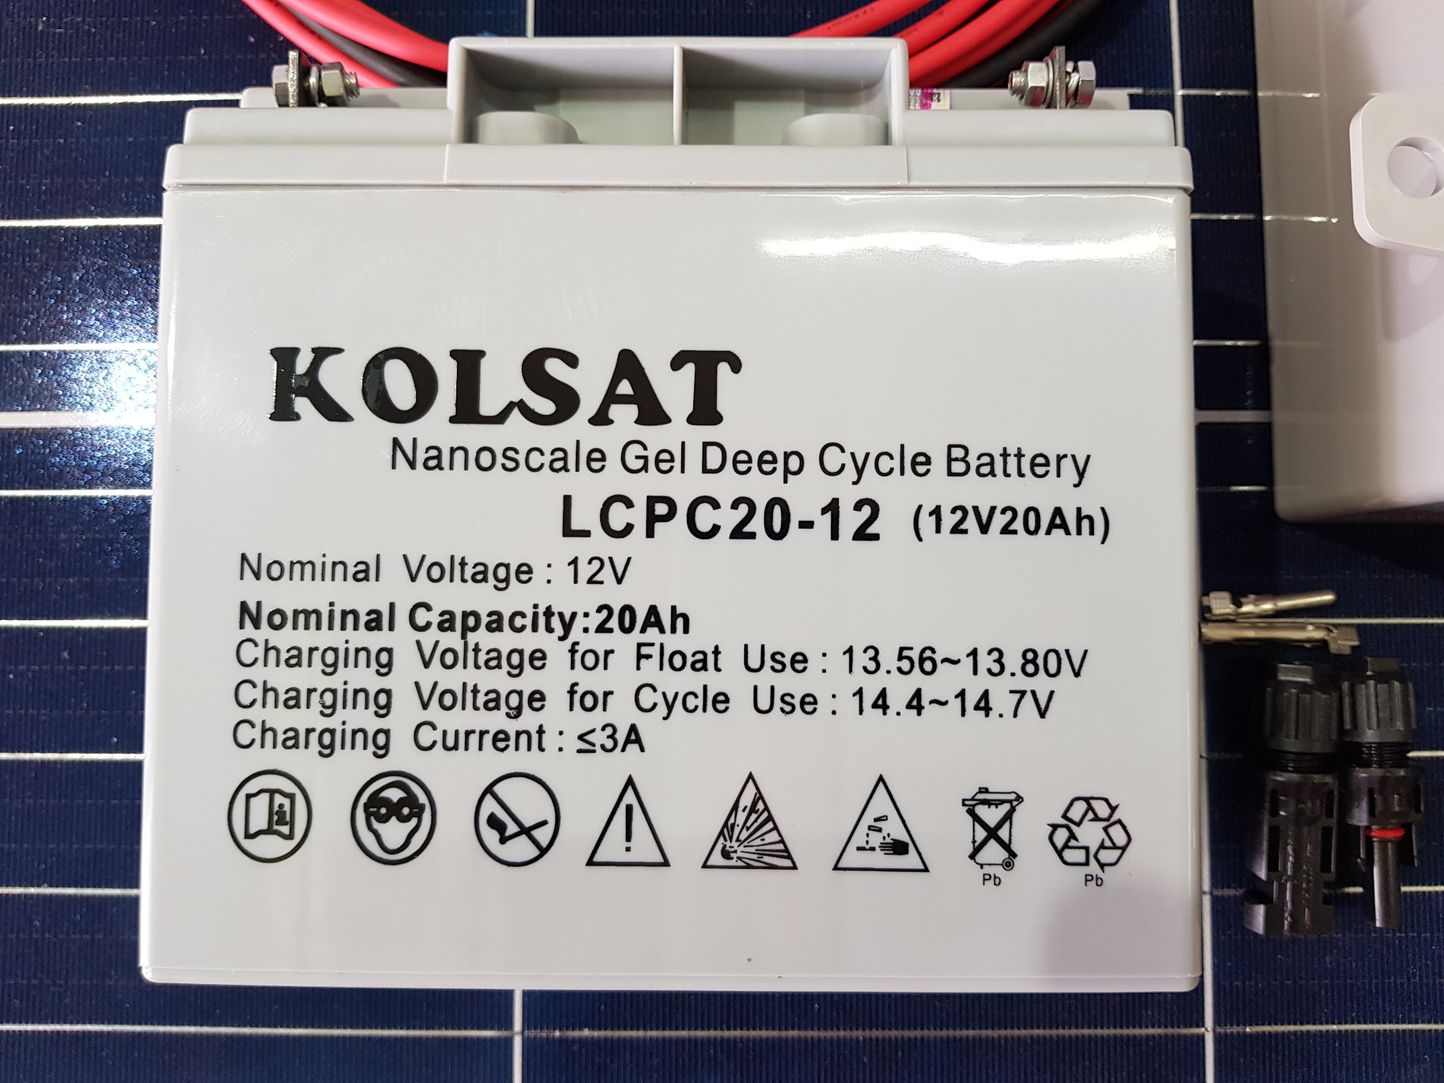 KOLSAT
Nanoscale Gel Deep Cycle Battery
LCPC20-12 (12V20Ah)
Nominal Voltage : 12V
Nominal Capacity:20Ah
Charging Voltage for Float Use : 13.56~13.80V
Charging Voltage for Cycle Use : 14.4~14.7V
Charging Current : ≤3A
Pb Pb